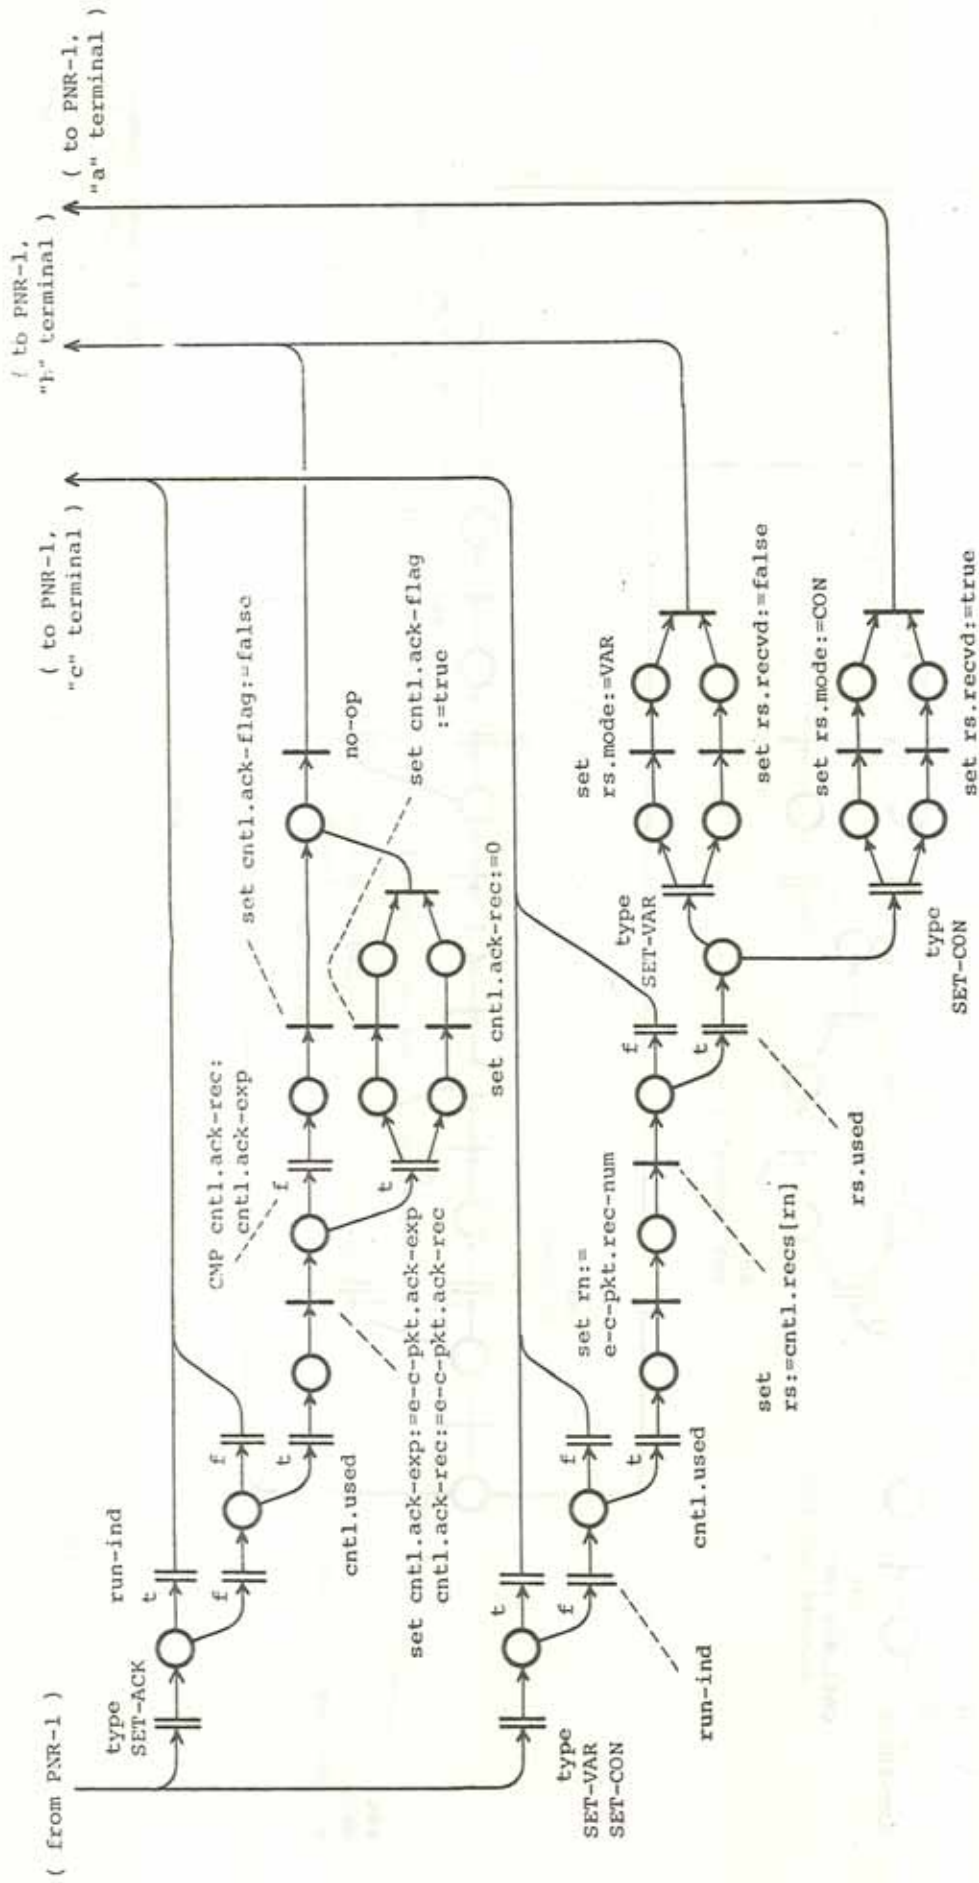 ( from PNR-1 )
( to PNR-1,
"c" terminal )
( to PNR-1,
terminal )
( to PNR-1,
"a" terminal )
type
SET-ACK
run-ind
t
f
f
t
cntl.used
CMP cntl.ack-rec:
cntl.ack-exp
f
t
set cntl.ack-flag:=false
no-op
set cntl.ack-flag
:=true
set cntl.ack-rec:=0
set cntl.ack-exp:=e-c-pkt.ack-exp
cntl.ack-rec:=e-c-pkt.ack-rec
type
SET-VAR
SET-CON
t
f
run-ind
f
t
cntl.used
set rn:=
e-c-pkt.rec-num
set
rs:=cntl.recs[rn]
f
t
rs.used
type
SET-VAR
set
rs.mode:=VAR
set rs.recvd:=false
type
SET-CON
set rs.mode:=CON
set rs.recvd:=true